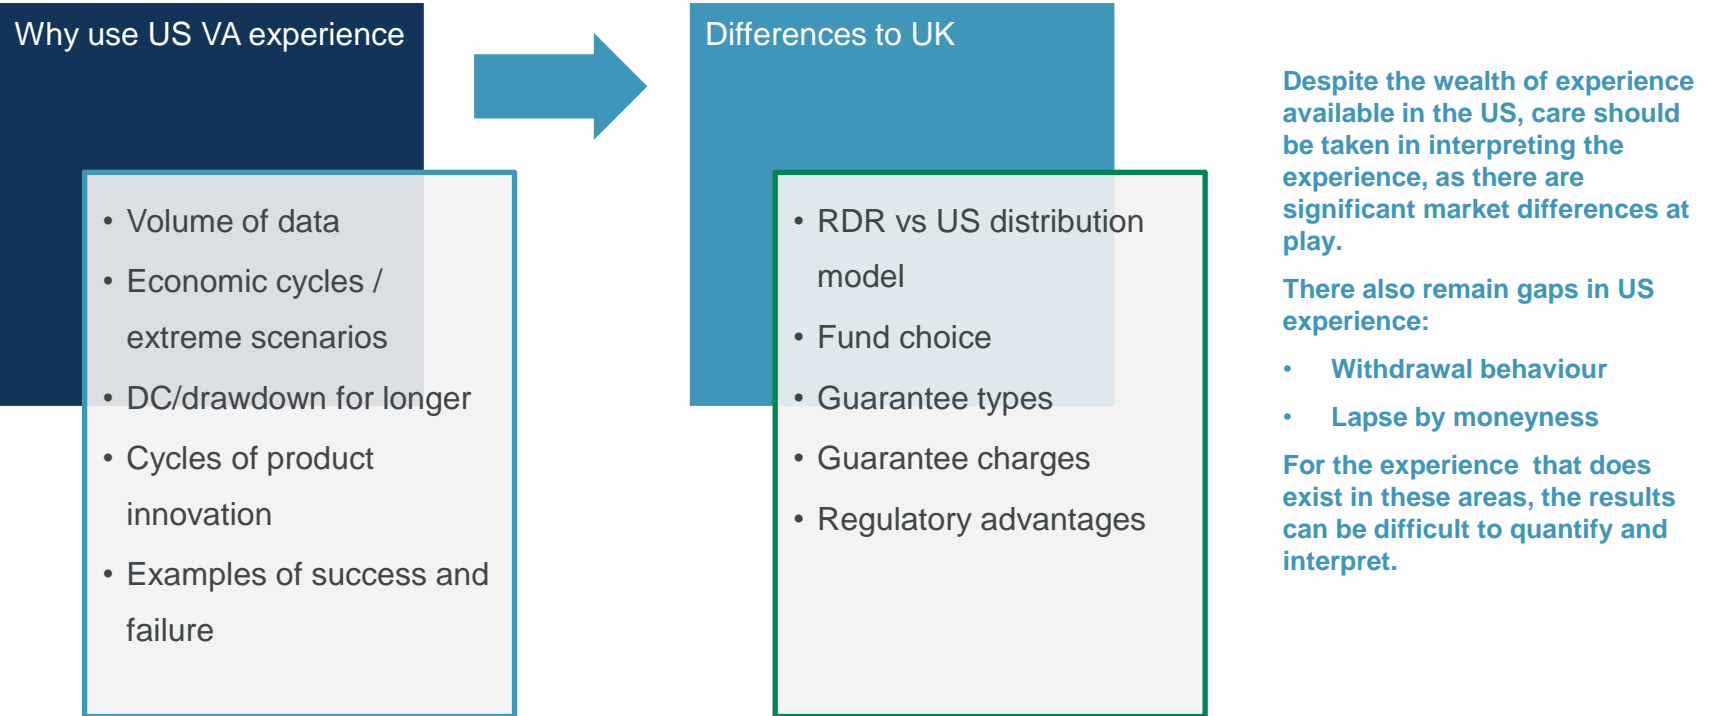 Why use US VA experience
• Volume of data
• Economic cycles /
extreme scenarios
• DC/drawdown for longer
• Cycles of product
innovation
• Examples of success and
failure
Differences to UK
• RDR vs US distribution
model
• Fund choice
• Guarantee types
• Guarantee charges
• Regulatory advantages
Despite the wealth of experience
available in the US, care should
be taken in interpreting the
experience, as there are
significant market differences at
play.
There also remain gaps in US
experience:
• Withdrawal behaviour
• Lapse by moneyness
For the experience  that does
exist in these areas, the results
can be difficult to quantify and
interpret.